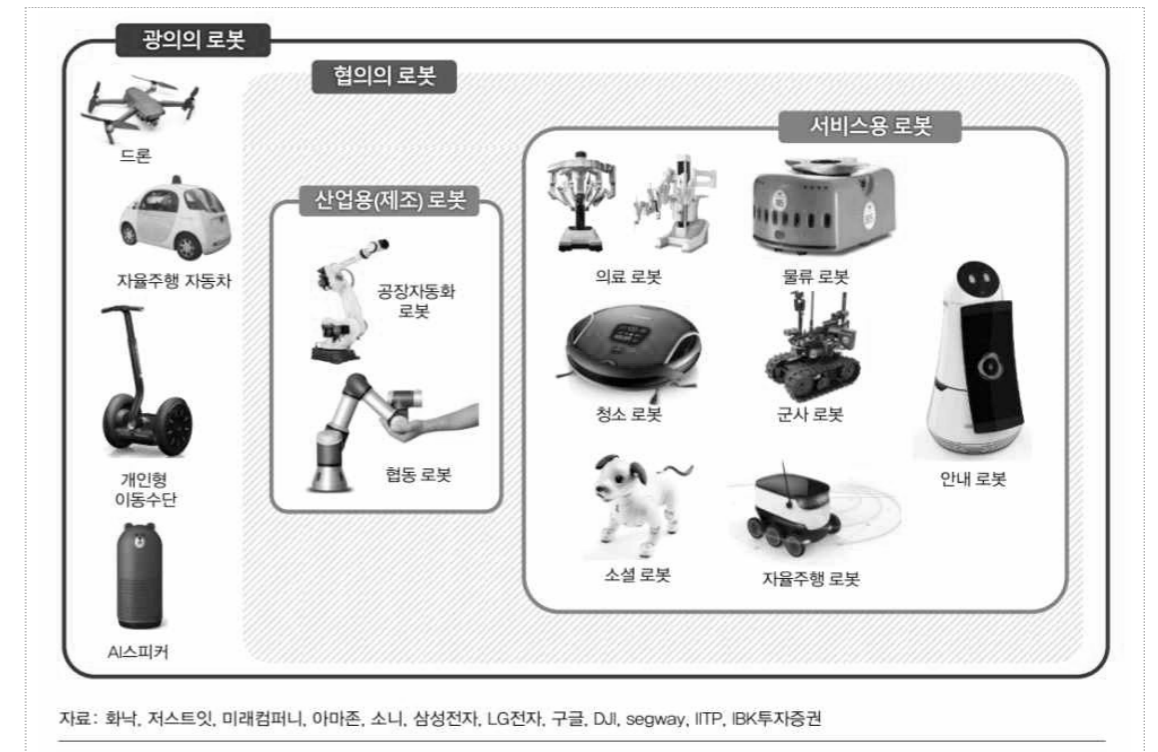 광의의 로봇
협의의 로봇
서비스용 로봇
드론
산업용(제조) 로봇
의료 로봇
물류 로봇
자율주행 자동차
공장자동화
로봇
청소 로봇
군사 로봇
협동 로봇
안내 로봇
개인형
이동수단
소셜 로봇
자율주행 로봇
AI스피커
자료: 화낙, 저스트잇, 미래컴퍼니, 아마존, 소니, 삼성전자, LG전자, 구글, DJI, segway, IITP, IBK투자증권